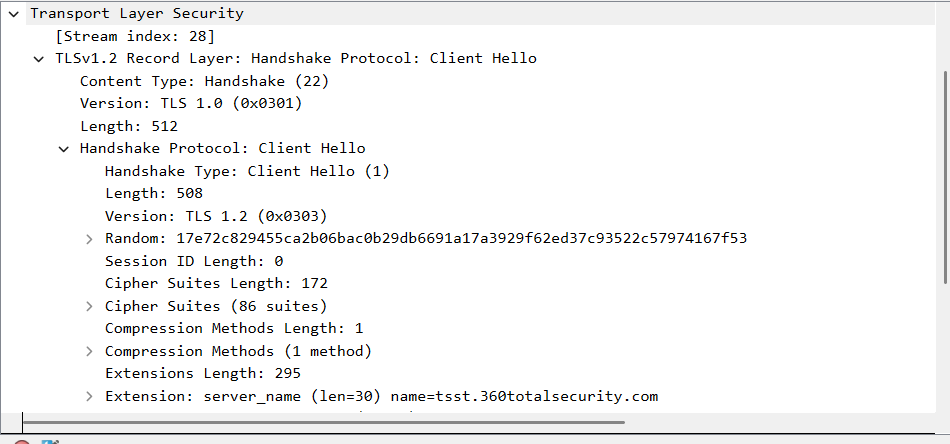 Transport Layer Security
[Stream index: 28]
TLSv1.2 Record Layer: Handshake Protocol: Client Hello
Content Type: Handshake (22)
Version: TLS 1.0 (0x0301)
Length: 512
Handshake Protocol: Client Hello
Handshake Type: Client Hello (1)
Length: 508
Version: TLS 1.2 (0x0303)
Random: 17e72c829455ca2b06bac0b29db6691a17a3929f62ed37c93522c57974167f53
Session ID Length: 0
Cipher Suites Length: 172
Cipher Suites (86 suites)
Compression Methods Length: 1
Compression Methods (1 method)
Extensions Length: 295
Extension: server_name (len=30) name=tsst.360totalsecurity.com